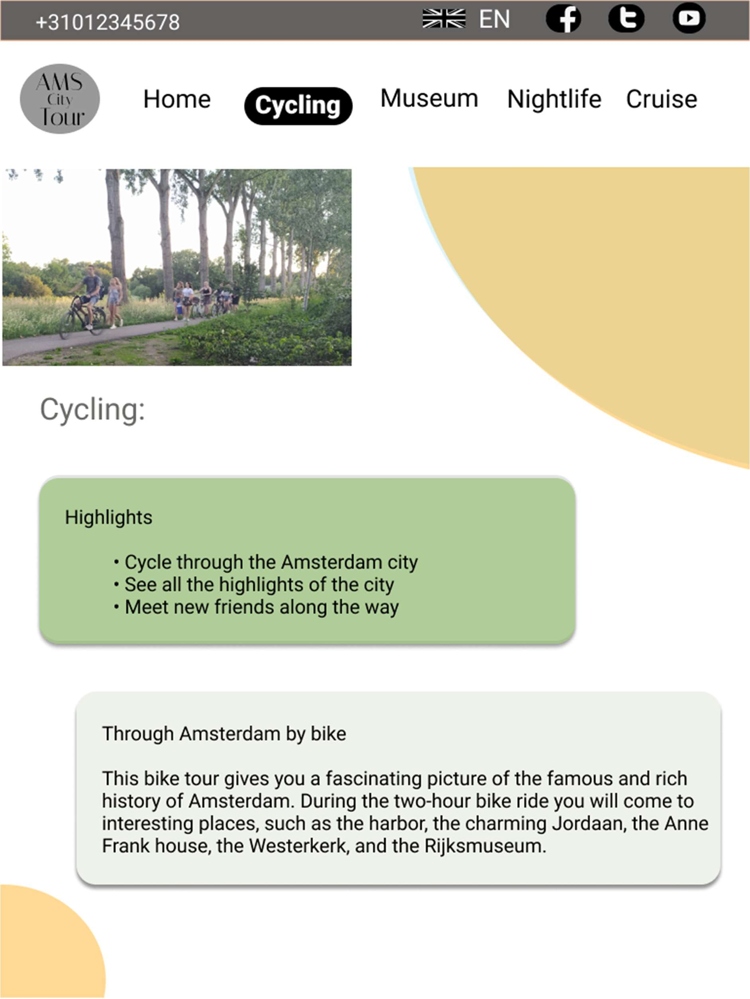 +31012345678 EN
AMS
City
Tour
Home Cycling Museum Nightlife Cruise
Cycling:
Highlights
• Cycle through the Amsterdam city
• See all the highlights of the city
• Meet new friends along the way
Through Amsterdam by bike
This bike tour gives you a fascinating picture of the famous and rich
history of Amsterdam. During the two-hour bike ride you will come to
interesting places, such as the harbor, the charming Jordaan, the Anne
Frank house, the Westerkerk, and the Rijksmuseum.